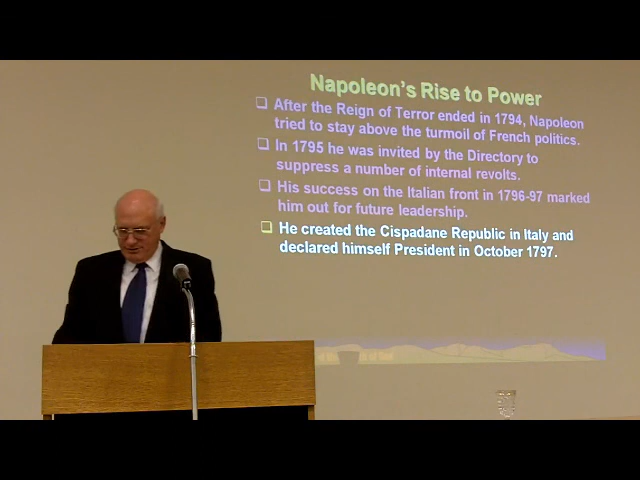 Napoleon's Rise to Power
After the Reign of Terror ended in 1794, Napoleon
tried to stay above the turmoil of French politics.
In 1795 he was invited by the Directory to
suppress a number of internal revolts.
His success on the Italian front in 1796-97 marked
him out for future leadership.
He created the Cispadane Republic in Italy and
declared himself President in October 1797.